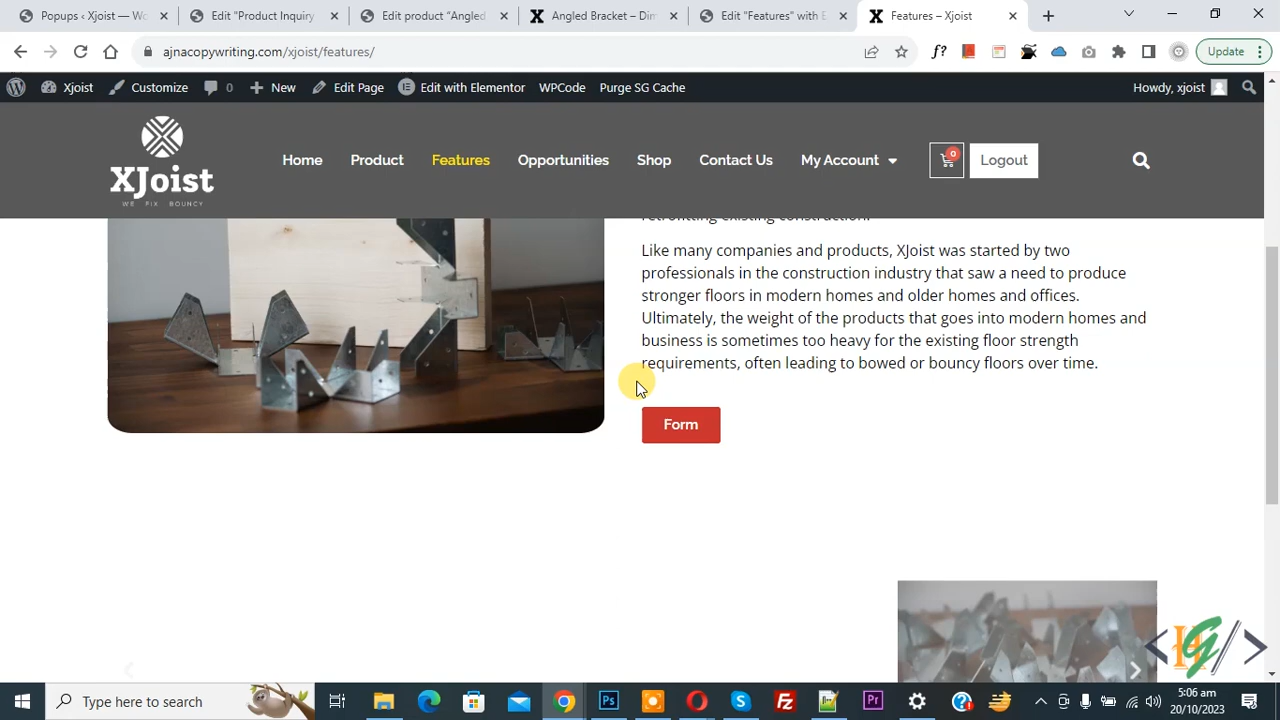 Popups ‹ Xjoist — Wo
Edit "Product Inquiry
Edit product "Angled
Angled Bracket – Dim
Edit "Features" with E
Features – Xjoist
ajnacopywriting.com/xjoist/features/
f?
Update
Xjoist
Customize
0
New
Edit Page
Edit with Elementor
WPCode
Purge SG Cache
Howdy, xjoist
XJoist
WE FIX BOUNCY
Home
Product
Features
Opportunities
Shop
Contact Us
My Account
0
Logout
retrofitting existing construction.
Like many companies and products, XJoist was started by two
professionals in the construction industry that saw a need to produce
stronger floors in modern homes and older homes and offices.
Ultimately, the weight of the products that goes into modern homes and
business is sometimes too heavy for the existing floor strength
requirements, often leading to bowed or bouncy floors over time.
Form
Type here to search
Ps
Pr
5:06 am
20/10/2023